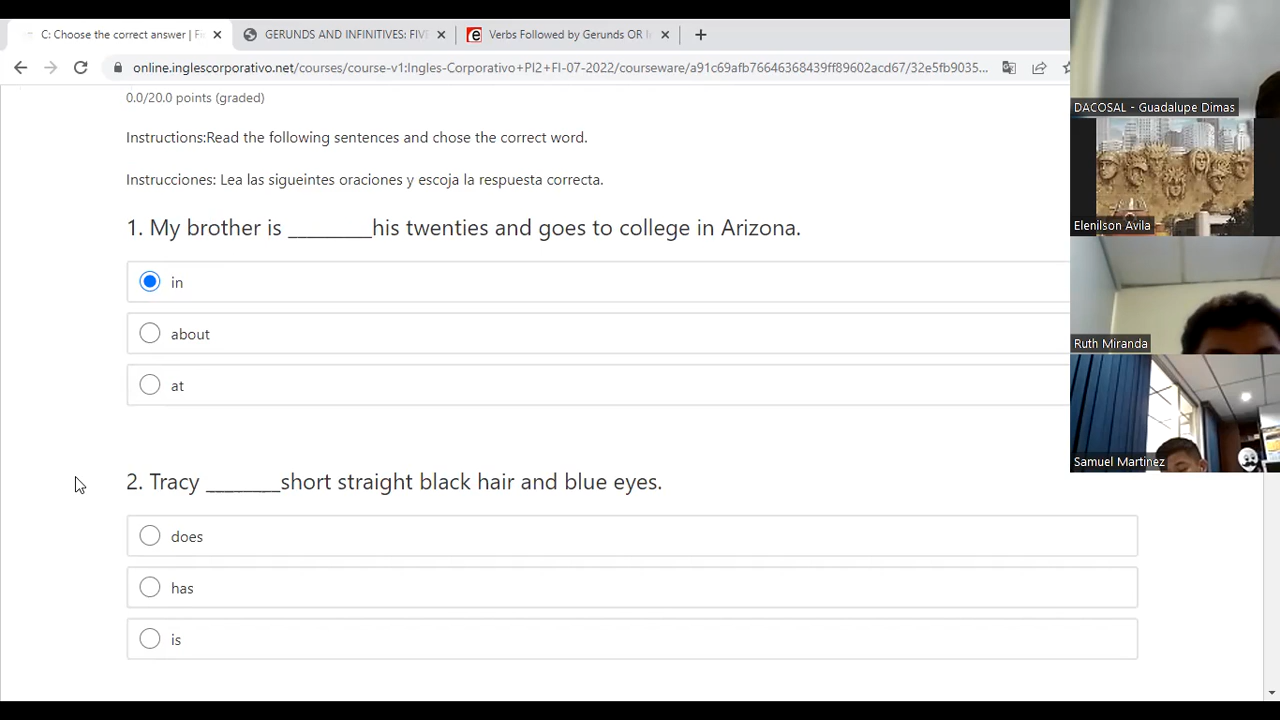 C: Choose the correct answer | F
GERUNDS AND INFINITIVES: FIV
Verbs Followed by Gerunds OR I
online.inglescorporativo.net/courses/course-v1:Ingles-Corporativo+PI2+FI-07-2022/courseware/a91c69afb76646368439ff89602acd67/32e5fb9035...
0.0/20.0 points (graded)
DACOSAL - Guadalupe Dimas
Instructions:Read the following sentences and chose the correct word.
Instrucciones: Lea las sigueintes oraciones y escoja la respuesta correcta.
Elenilson Avila
1. My brother is _________his twenties and goes to college in Arizona.
in
about
Ruth Miranda
at
Samuel Martinez
2. Tracy ________short straight black hair and blue eyes.
does
has
is